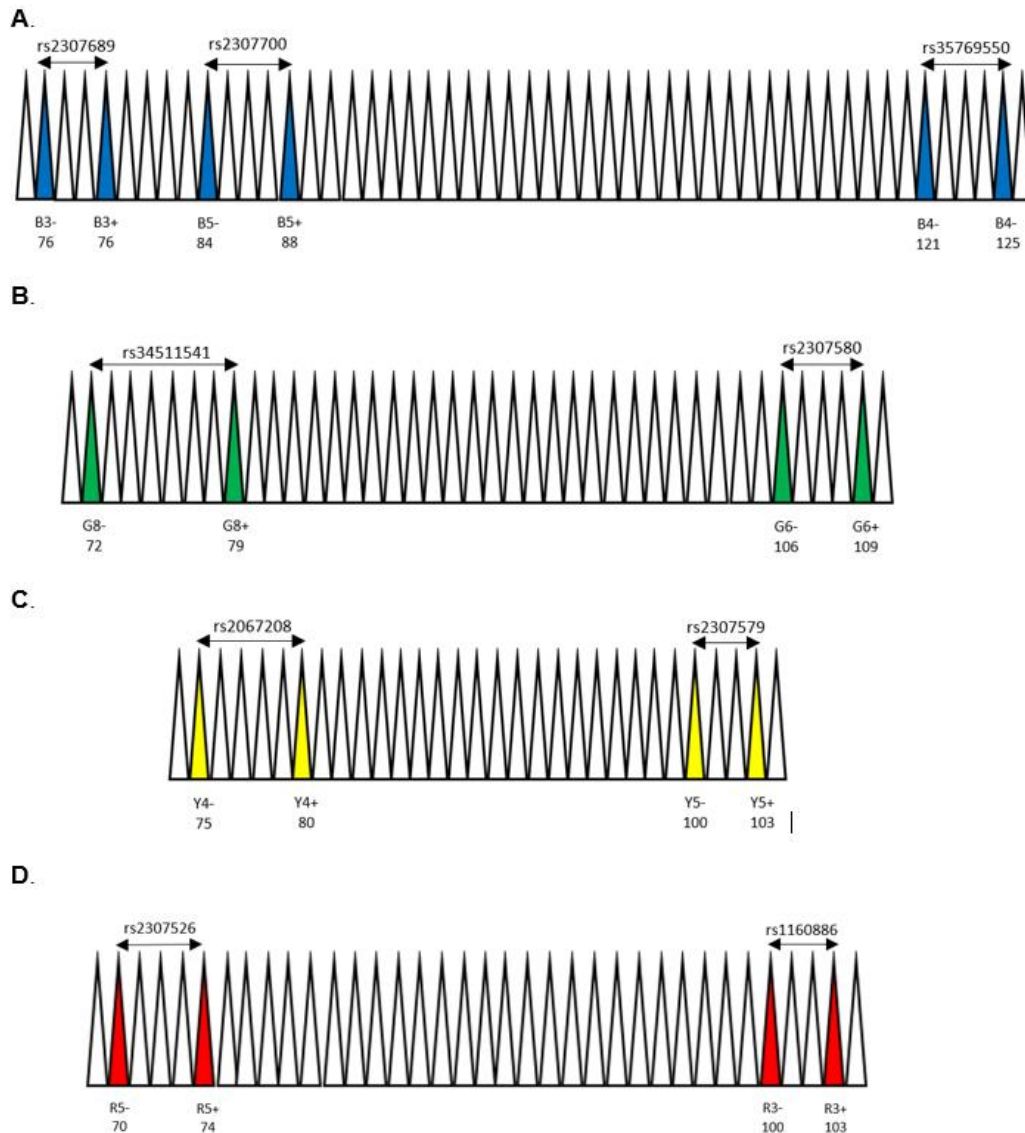 A.
rs2307689
rs2307700
rs35769550
B3- B3+ B5- B5+ B4- B4-
76 76 84 88 121 125
B.
rs34511541
rs2307580
G8- G8+ G6- G6+
72 79 106 109
C.
rs2067208
rs2307579
Y4- Y4+ Y5- Y5+
75 80 100 103
D.
rs2307526
rs1160886
R5- R5+ R3- R3+
70 74 100 103